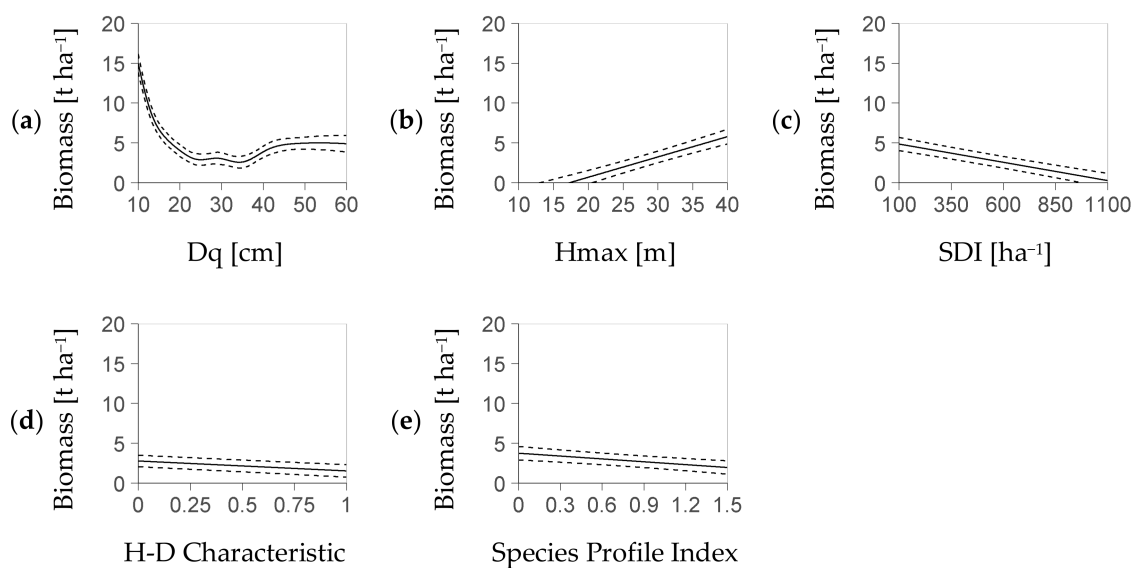 (a)
Biomass [t ha⁻¹]
20
15
10
5
0
10 20 30 40 50 60
Dq [cm]
(b)
Biomass [t ha⁻¹]
20
15
10
5
0
10 15 20 25 30 35 40
Hmax [m]
(c)
Biomass [t ha⁻¹]
20
15
10
5
0
100 350 600 850 1100
SDI [ha⁻¹]
(d)
Biomass [t ha⁻¹]
20
15
10
5
0
0 0.25 0.5 0.75 1
H-D Characteristic
(e)
Biomass [t ha⁻¹]
20
15
10
5
0
0 0.3 0.6 0.9 1.2 1.5
Species Profile Index